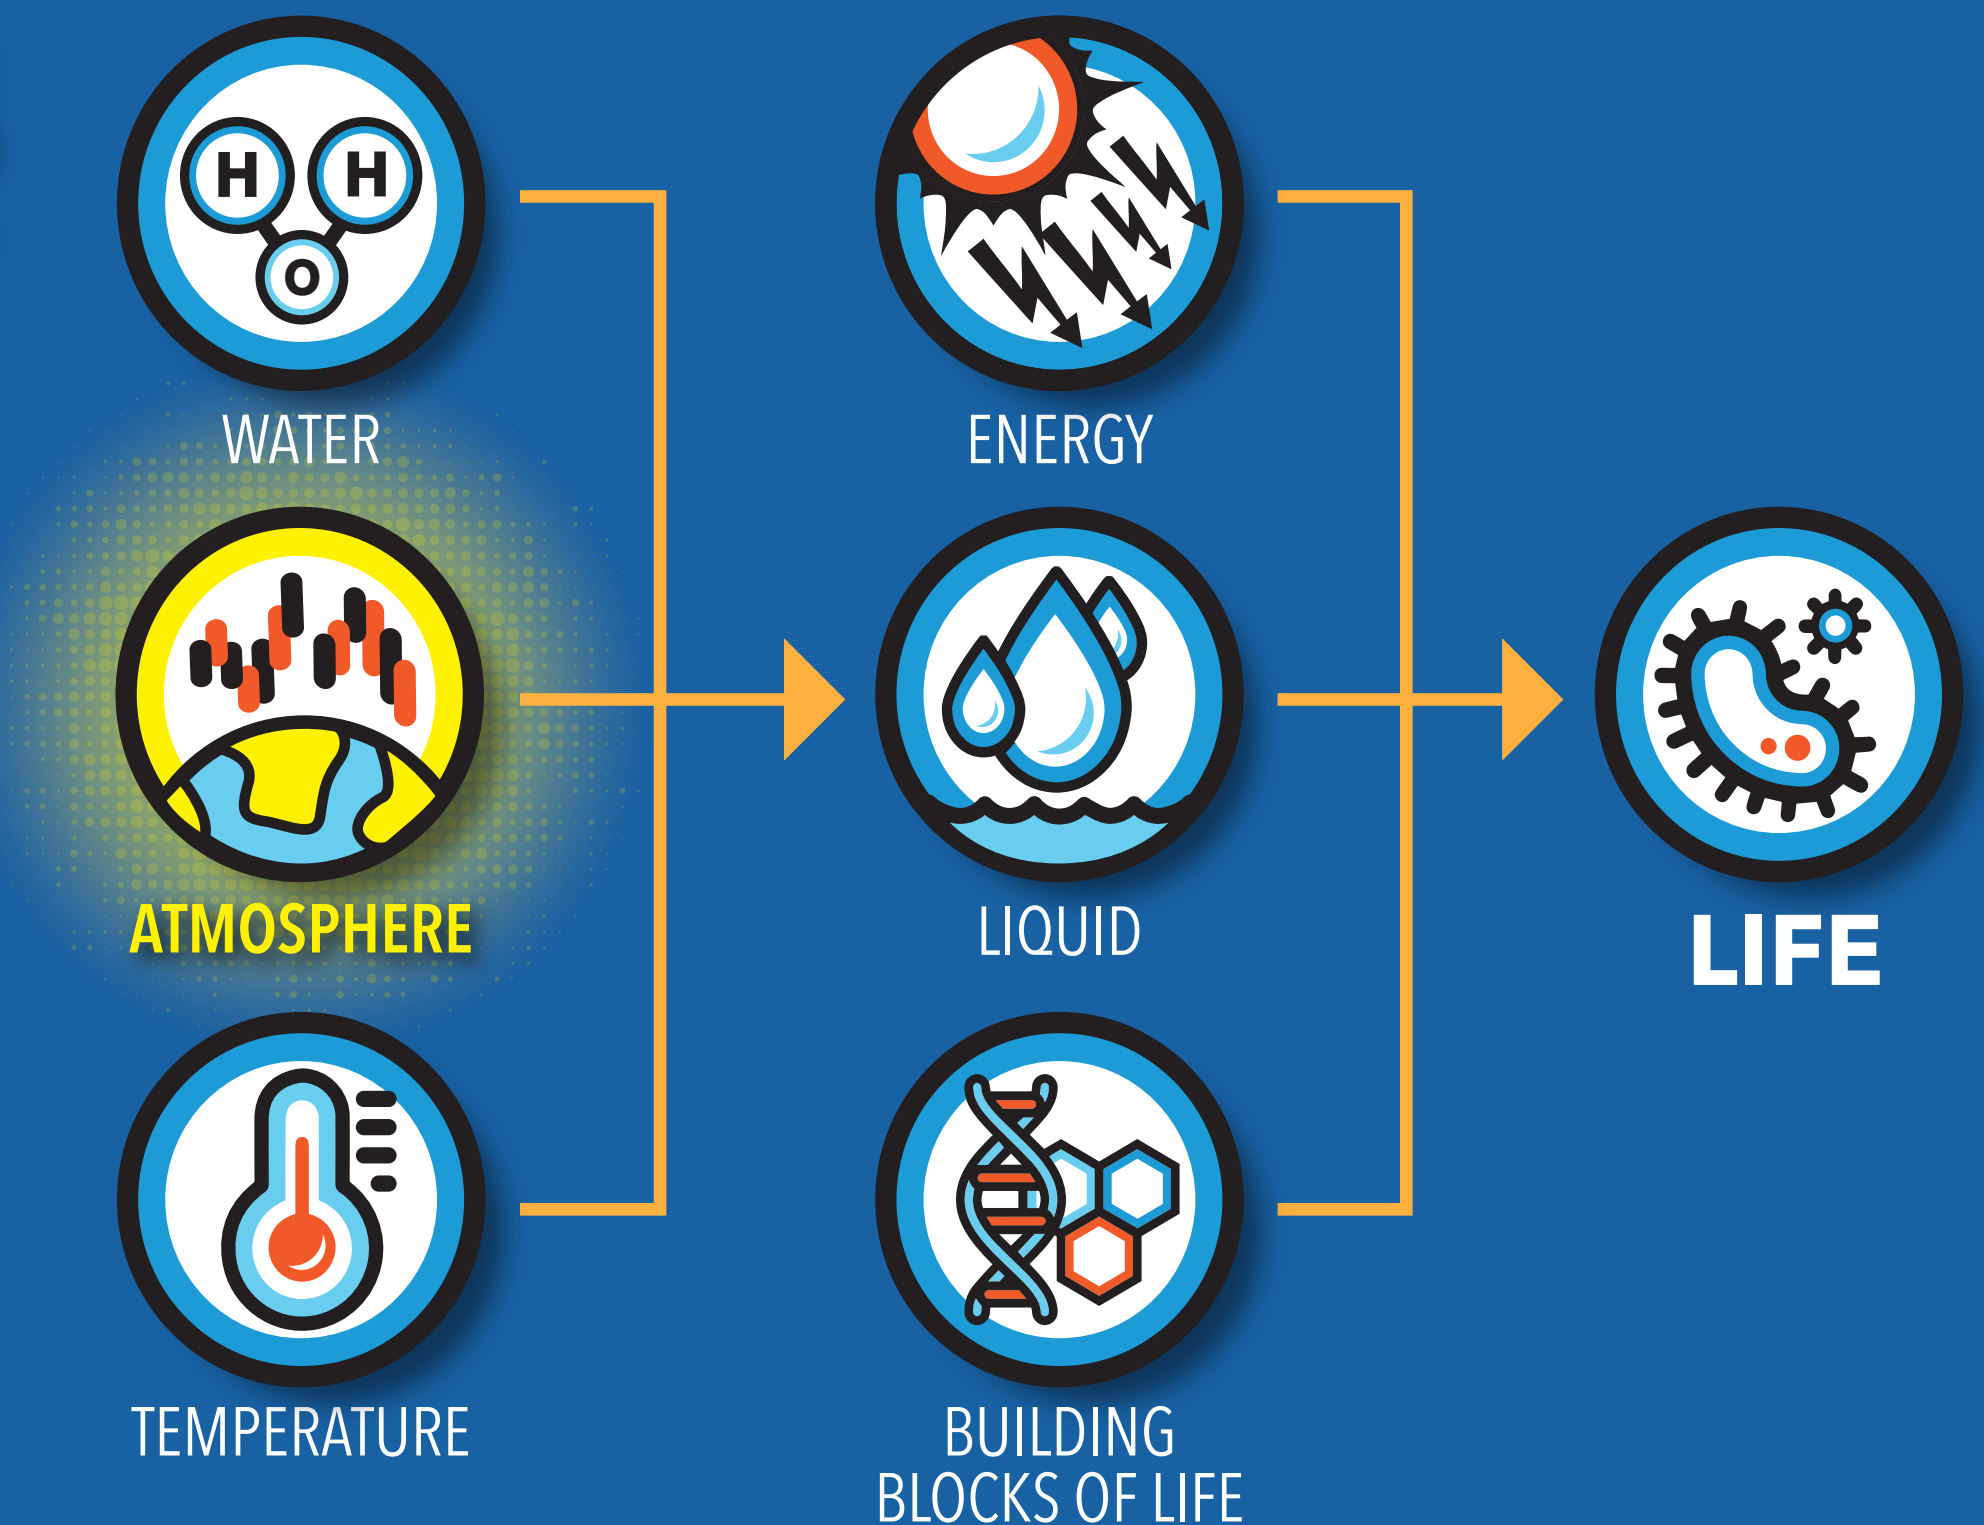 H H
O
WATER
ENERGY
ATMOSPHERE
LIQUID
LIFE
TEMPERATURE
BUILDING
BLOCKS OF LIFE